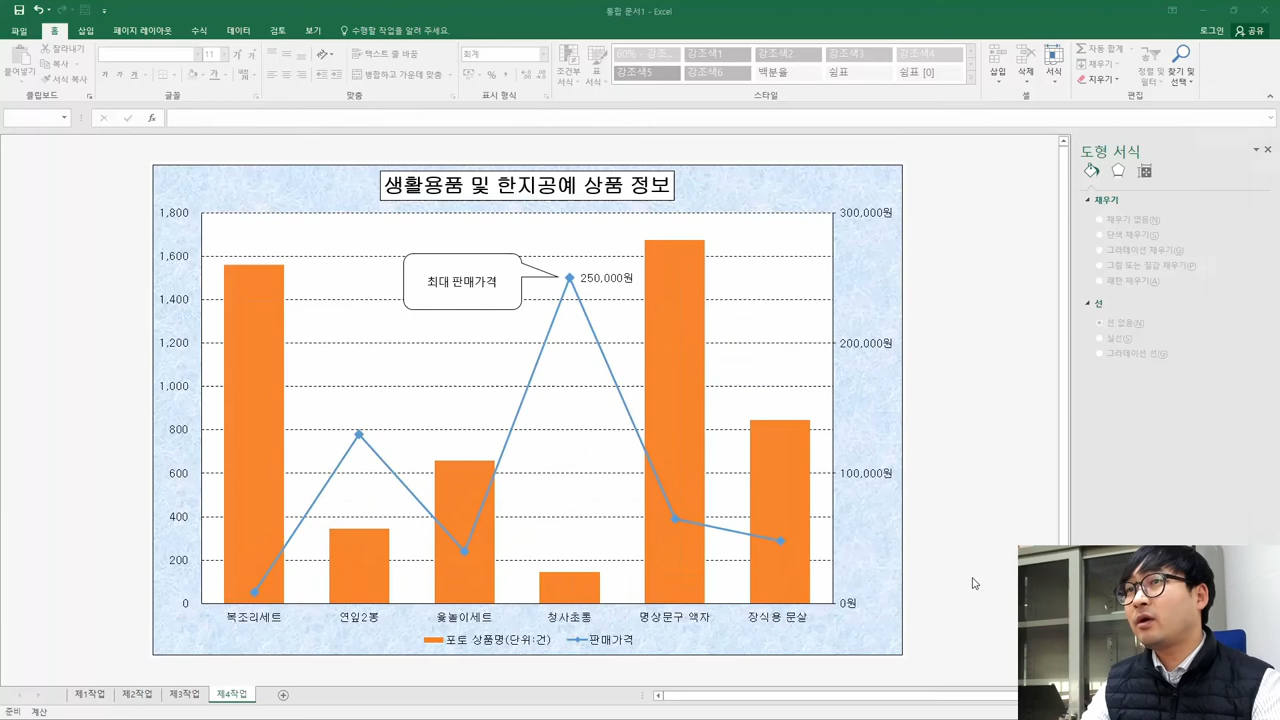 통합 문서1 - Excel
파일 홈 삽입 페이지 레이아웃 수식 데이터 검토 보기 수행할 작업을 알려 주세요. 로그인 공유
붙여넣기 잘라내기 복사 서식 복사 클립보드
11 가 가 글꼴
텍스트 줄 바꿈 병합하고 가운데 맞춤 맞춤
회계 % 표시 형식
조건부 서식 표 서식
60% - 강조... 강조색1 강조색2 강조색3 강조색4
강조색5 강조색6 백분율 쉼표 쉼표 [0]
스타일
삽입 삭제 서식 셀
자동 합계 채우기 지우기 정렬 및 필터 찾기 및 선택 편집
fx
생활용품 및 한지공예 상품 정보
1,800
1,600
1,400
1,200
1,000
800
600
400
200
0
최대 판매가격
250,000원
300,000원
200,000원
100,000원
0원
복조리세트 연잎2봉 윷놀이세트 청사초롱 명상문구 액자 장식용 문살
포토 상품명(단위:건) 판매가격
도형 서식
채우기
채우기 없음(N)
단색 채우기(S)
그라데이션 채우기(G)
그림 또는 질감 채우기(P)
패턴 채우기(A)
선
선 없음(N)
실선(S)
그라데이션 선(G)
제1작업 제2작업 제3작업 제4작업
준비 계산